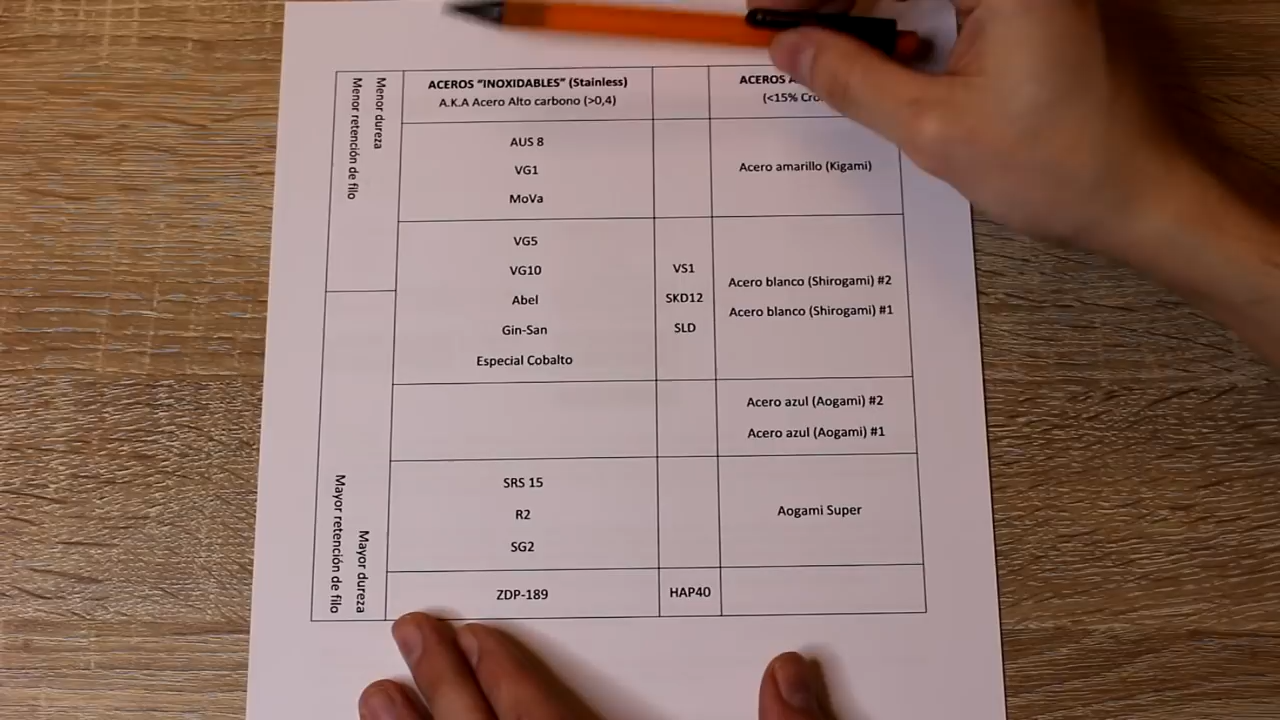 Menor dureza
Menor retención de filo
ACEROS "INOXIDABLES" (Stainless)
A.K.A Acero Alto carbono (>0,4)
ACEROS
(<15%
AUS 8
VG1
MoVa
Acero amarillo (Kigami)
VG5
VG10
Abel
Gin-San
Especial Cobalto
VS1
SKD12
SLD
Acero blanco (Shirogami) #2
Acero blanco (Shirogami) #1
Acero azul (Aogami) #2
Acero azul (Aogami) #1
Mayor dureza
Mayor retención de filo
SRS 15
R2
SG2
Aogami Super
ZDP-189
HAP40